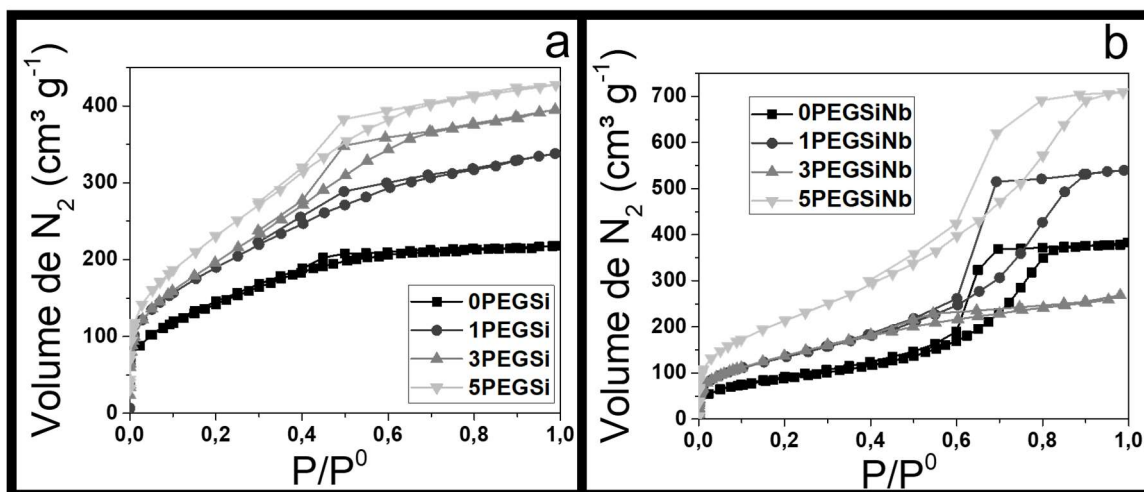 a
Volume de N₂ (cm³ g⁻¹)
400
300
200
100
0
0PEGSi
1PEGSi
3PEGSi
5PEGSi
0,0 0,2 0,4 0,6 0,8 1,0
P/P⁰
b
Volume de N₂ (cm³ g⁻¹)
700
600
500
400
300
200
100
0
0PEGSiNb
1PEGSiNb
3PEGSiNb
5PEGSiNb
0,0 0,2 0,4 0,6 0,8 1,0
P/P⁰